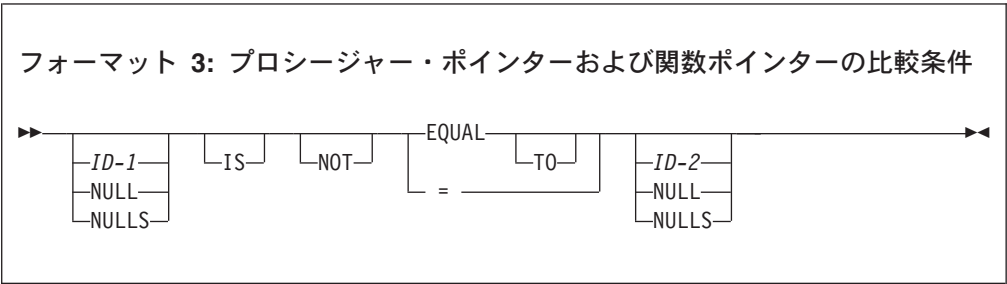 フォーマット 3: プロシージャー・ポインターおよび関数ポインターの比較条件
EQUAL
ID-1 IS NOT TO ID-2
NULL = NULL
NULLS NULLS